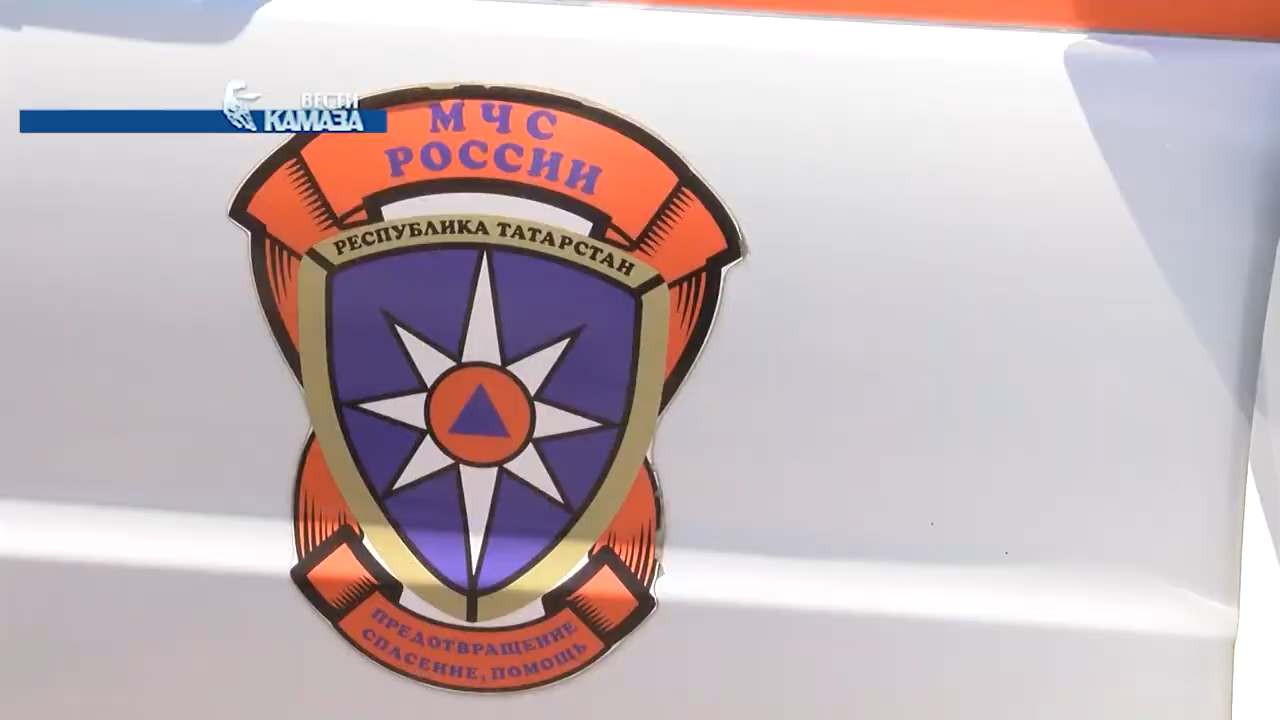 ВЕСТИ
КАМАЗА
МЧС
РОССИИ
РЕСПУБЛИКА ТАТАРСТАН
ПРЕДОТВРАЩЕНИЕ
СПАСЕНИЕ, ПОМОЩЬ